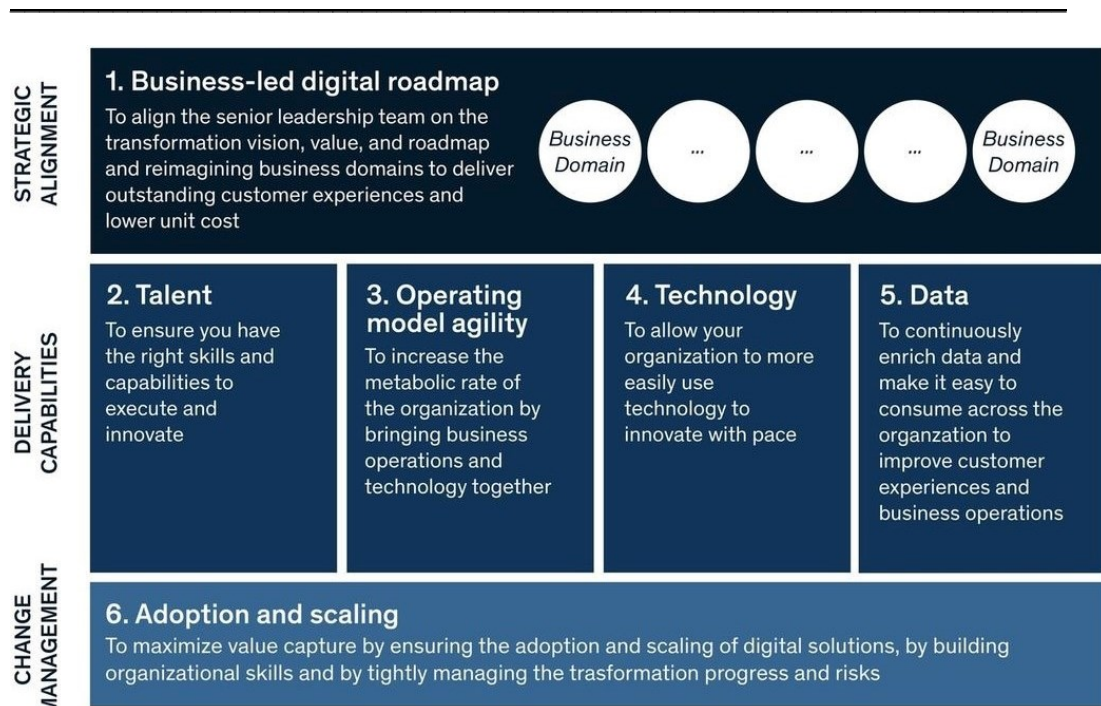 STRATEGIC
ALIGNMENT
1. Business-led digital roadmap
To align the senior leadership team on the
transformation vision, value, and roadmap
and reimagining business domains to deliver
outstanding customer experiences and
lower unit cost
Business
Domain
...
...
...
Business
Domain
DELIVERY
CAPABILITIES
2. Talent
To ensure you have
the right skills and
capabilities to
execute and
innovate
3. Operating
model agility
To increase the
metabolic rate of
the organization by
bringing business
operations and
technology together
4. Technology
To allow your
organization to more
easily use
technology to
innovate with pace
5. Data
To continuously
enrich data and
make it easy to
consume across the
organzation to
improve customer
experiences and
business operations
CHANGE
MANAGEMENT
6. Adoption and scaling
To maximize value capture by ensuring the adoption and scaling of digital solutions, by building
organizational skills and by tightly managing the trasformation progress and risks